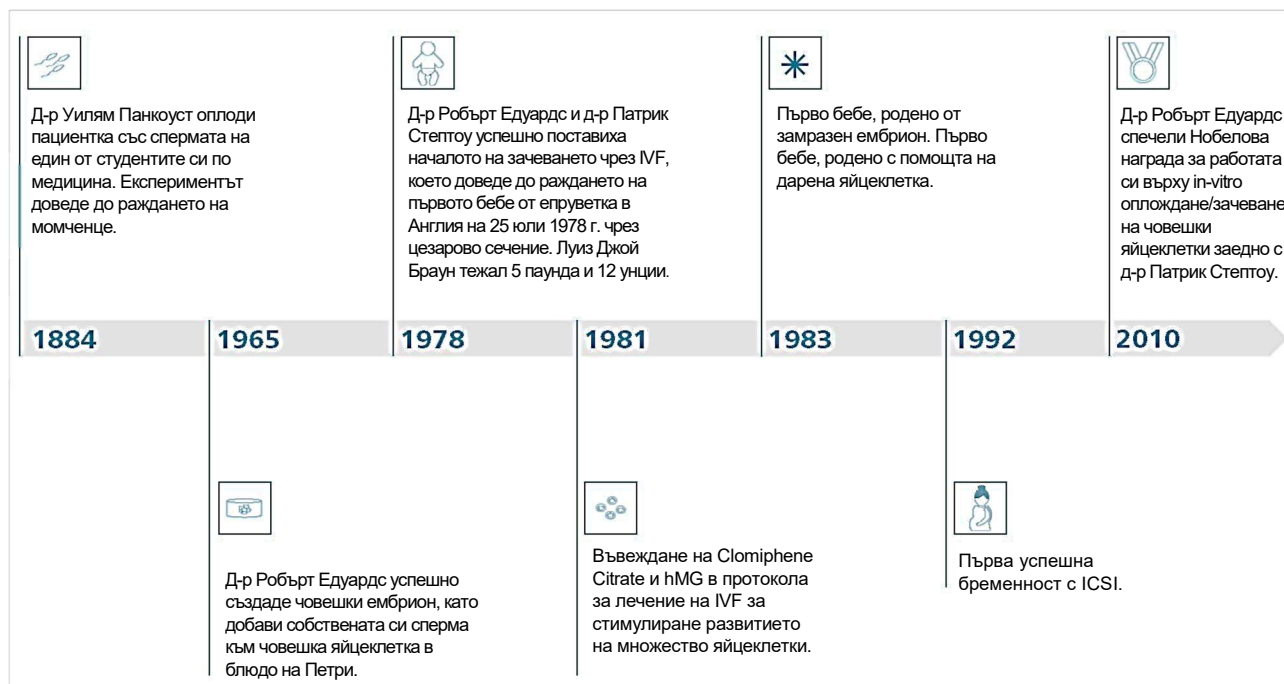 Д-р Уилям Панкоуст оплоди
пациентка със спермата на
един от студентите си по
медицина. Експериментът
доведе до раждането на
момченце.
Д-р Робърт Едуардс и д-р Патрик
Стептоу успешно поставиха
началото на зачеването чрез IVF,
което доведе до раждането на
първото бебе от епруветка в
Англия на 25 юли 1978 г. чрез
цезарово сечение. Луиз Джой
Браун тежал 5 паунда и 12 унции.
Първо бебе, родено от
замразен ембрион. Първо
бебе, родено с помощта на
дарена яйцеклетка.
Д-р Робърт Едуардс
спечели Нобелова
награда за работата
си върху in-vitro
оплождане/зачеване
на човешки
яйцеклетки заедно с
д-р Патрик Стептоу.
1884 1965 1978 1981 1983 1992 2010
Д-р Робърт Едуардс успешно
създаде човешки ембрион, като
добави собствената си сперма
към човешка яйцеклетка в
блюдо на Петри.
Въвеждане на Clomiphene
Citrate и hMG в протокола
за лечение на IVF за
стимулиране развитието
на множество яйцеклетки.
Първа успешна
бременност с ICSI.